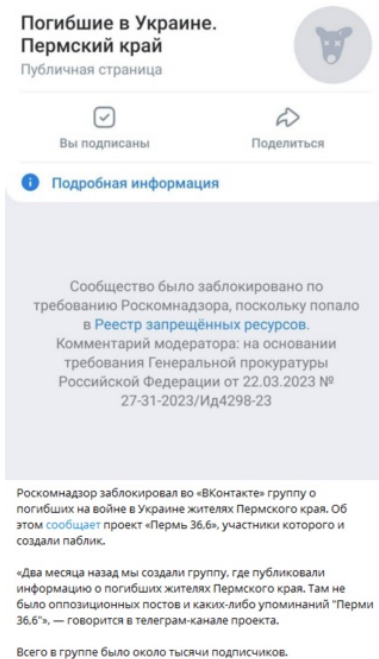 Погибшие в Украине.
Пермский край
Публичная страница
Вы подписаны
Поделиться
Подробная информация
Сообщество было заблокировано по
требованию Роскомнадзора, поскольку попало
в Реестр запрещённых ресурсов.
Комментарий модератора: на основании
требования Генеральной прокуратуры
Российской Федерации от 22.03.2023 №
27-31-2023/Ид4298-23
Роскомнадзор заблокировал во «ВКонтакте» группу о
погибших на войне в Украине жителях Пермского края. Об
этом сообщает проект «Пермь 36,6», участники которого и
создали паблик.
«Два месяца назад мы создали группу, где публиковали
информацию о погибших жителях Пермского края. Там не
было оппозиционных постов и каких-либо упоминаний "Перми
36,6"», — говорится в телеграм-канале проекта.
Всего в группе было около тысячи подписчиков.